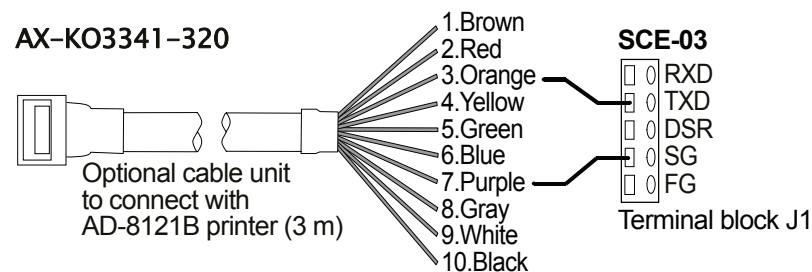 AX-KO3341-320
Optional cable unit
to connect with
AD-8121B printer (3 m)
1.Brown
2.Red
3.Orange
4.Yellow
5.Green
6.Blue
7.Purple
8.Gray
9.White
10.Black
SCE-03
RXD
TXD
DSR
SG
FG
Terminal block J1